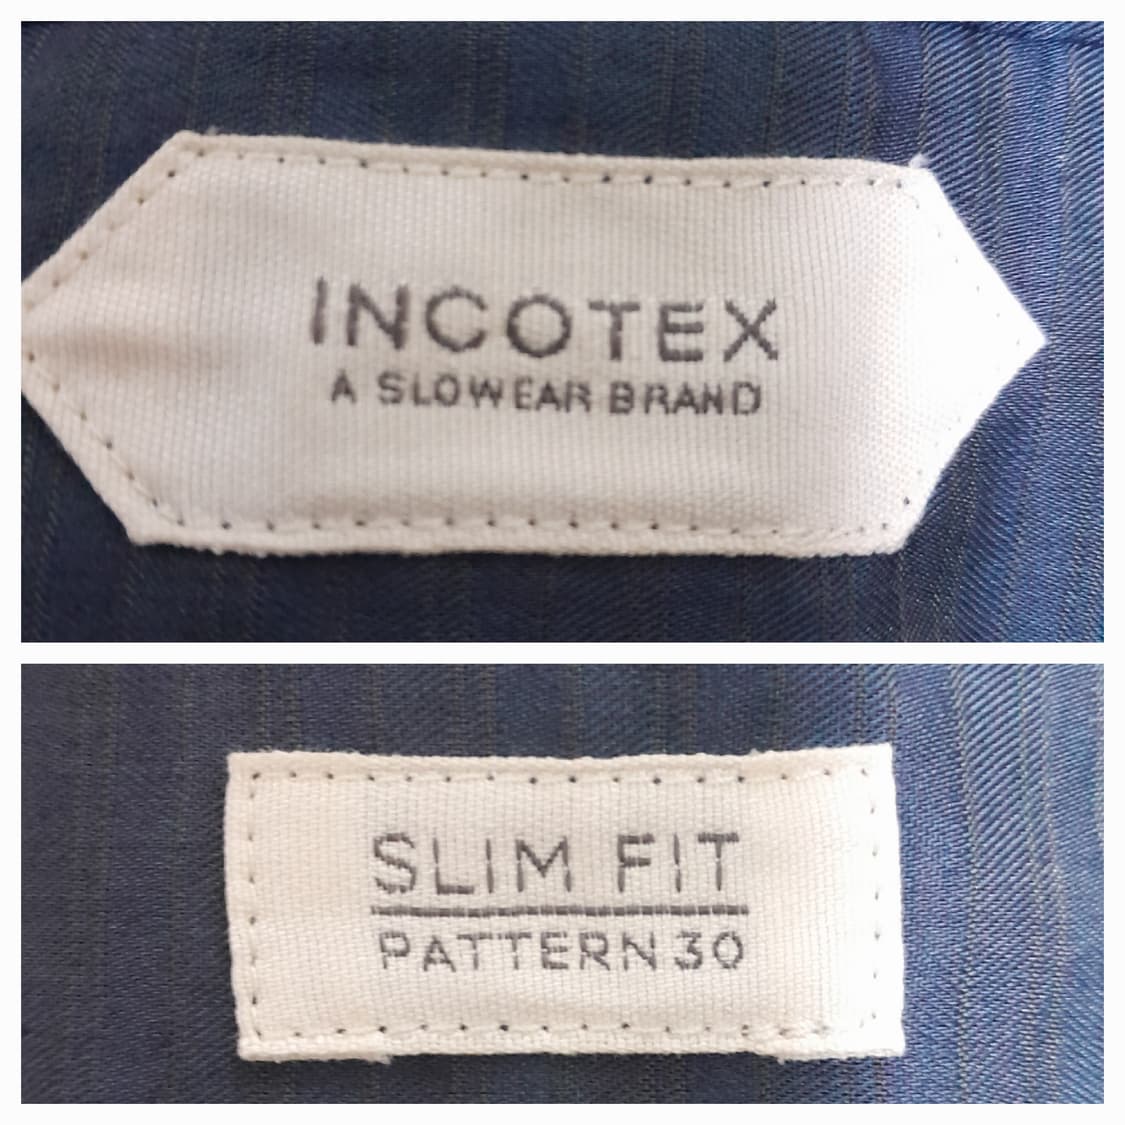 INCOTEX
A SLOWEAR BRAND
SLIM FIT
PATTERN 30